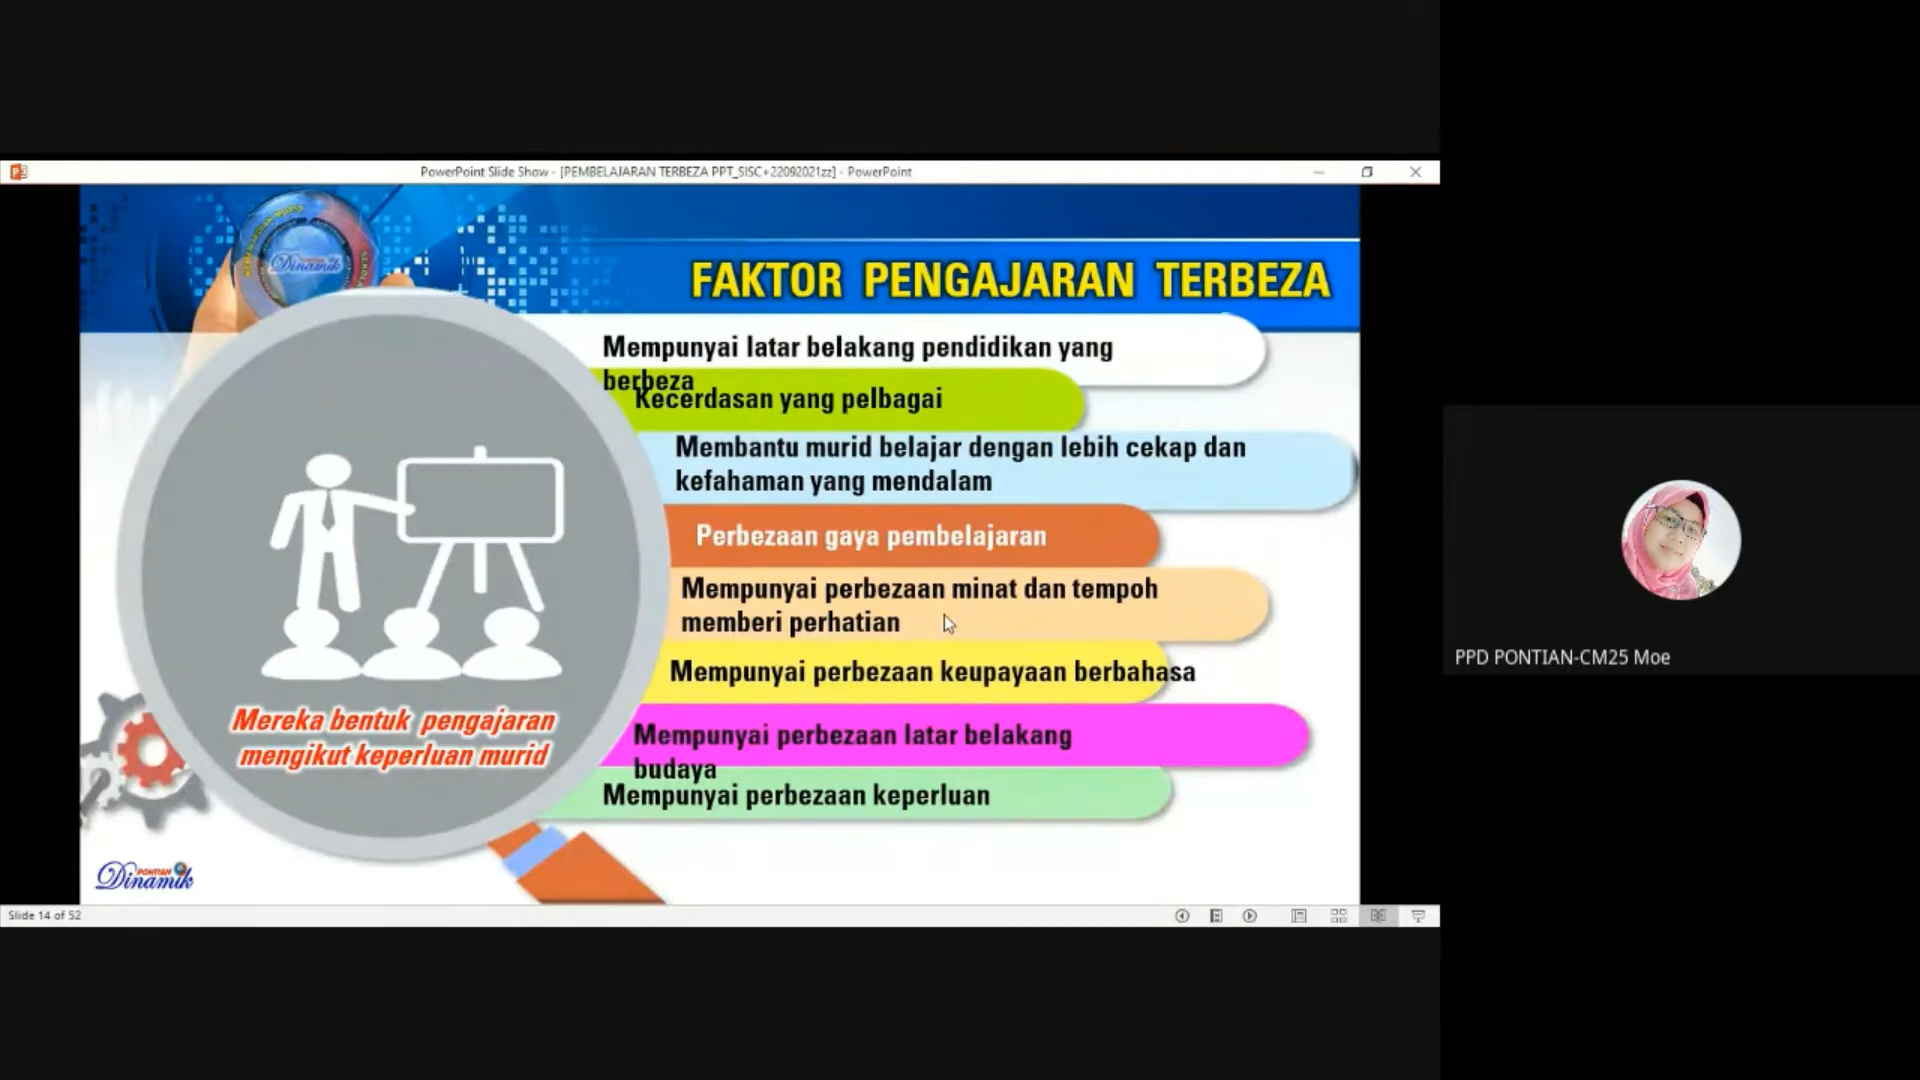 PowerPoint Slide Show - [PEMBELAJARAN TERBEZA PPT_SISC+22092021zz] - PowerPoint
Dinamik
FAKTOR PENGAJARAN TERBEZA
Mempunyai latar belakang pendidikan yang
berbeza
Kecerdasan yang pelbagai
Membantu murid belajar dengan lebih cekap dan
kefahaman yang mendalam
Perbezaan gaya pembelajaran
Mempunyai perbezaan minat dan tempoh
memberi perhatian
Mempunyai perbezaan keupayaan berbahasa
Mempunyai perbezaan latar belakang
budaya
Mempunyai perbezaan keperluan
Mereka bentuk pengajaran
mengikut keperluan murid
PONTIAN
Dinamik
Slide 14 of 52
PPD PONTIAN-CM25 Moe